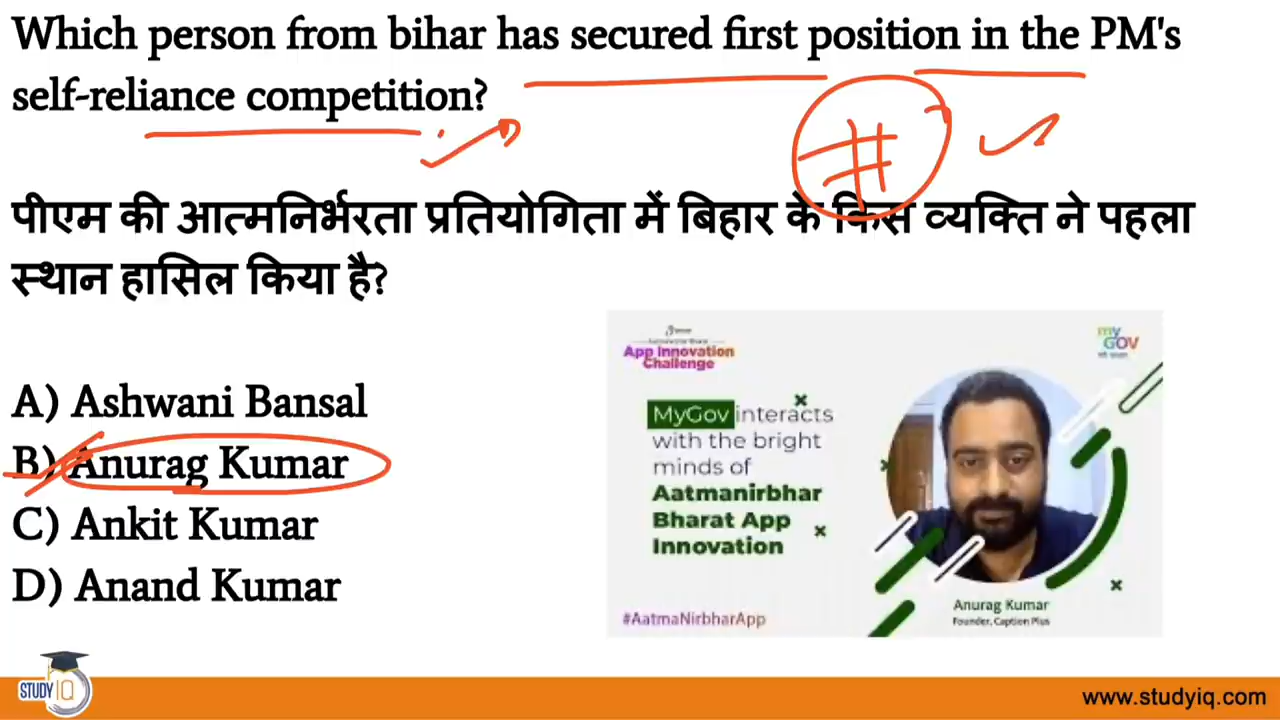 Which person from bihar has secured first position in the PM's
self-reliance competition?
#
पीएम की आत्मनिर्भरता प्रतियोगिता में बिहार के किस व्यक्ति ने पहला
स्थान हासिल किया है?
A) Ashwani Bansal
B) Anurag Kumar
C) Ankit Kumar
D) Anand Kumar
App Innovation
Challenge
my
GOV
MyGov interacts
with the bright
minds of
Aatmanirbhar
Bharat App
Innovation
Anurag Kumar
Founder, Caption Plus
#AatmaNirbharApp
STUDY IQ
www.studyiq.com